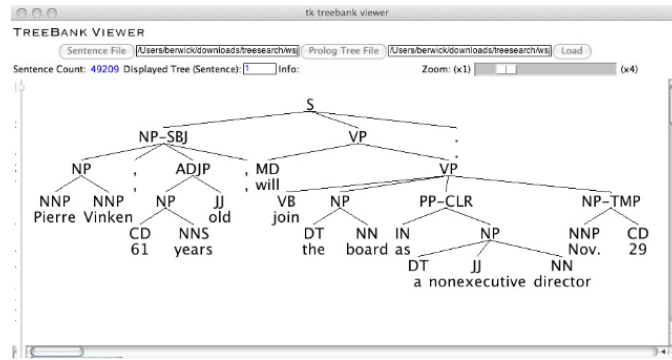 tk treebank viewer
TREEBANK VIEWER
Sentence File /Users/berwick/downloads/treesearch/wsj Prolog Tree File /Users/berwick/downloads/treesearch/wsj Load
Sentence Count: 49209 Displayed Tree (Sentence): 1 Info: Zoom: (x1) (x4)
S
NP-SBJ VP .
NP , ADJP , MD . VP
NNP NNP , NP JJ , will VB NP PP-CLR NP-TMP
Pierre Vinken old join
CD NNS DT NN IN NP NNP CD
61 years the board as Nov. 29
DT JJ NN
a nonexecutive director